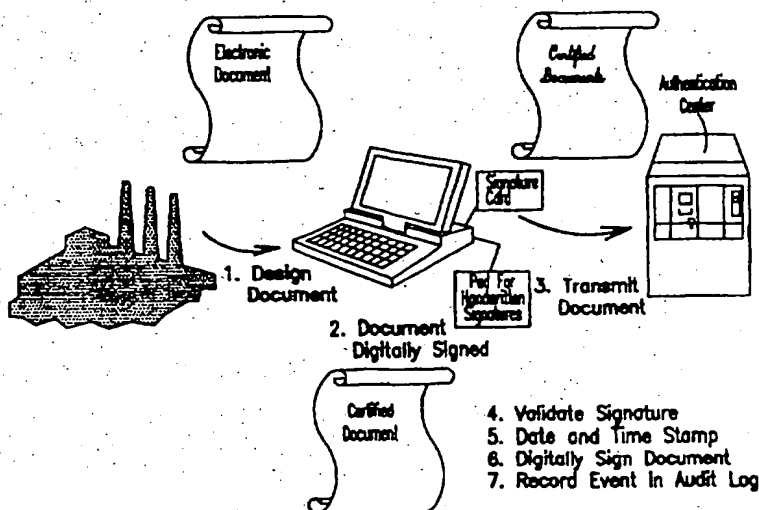 Electronic
Document
Certified
Documents
Authentication
Center
Signature
Card
1. Design
Document
Pad For
Handwritten
Signatures
3. Transmit
Document
2. Document
Digitally Signed
Certified
Document
4. Validate Signature
5. Date and Time Stamp
6. Digitally Sign Document
7. Record Event In Audit Log